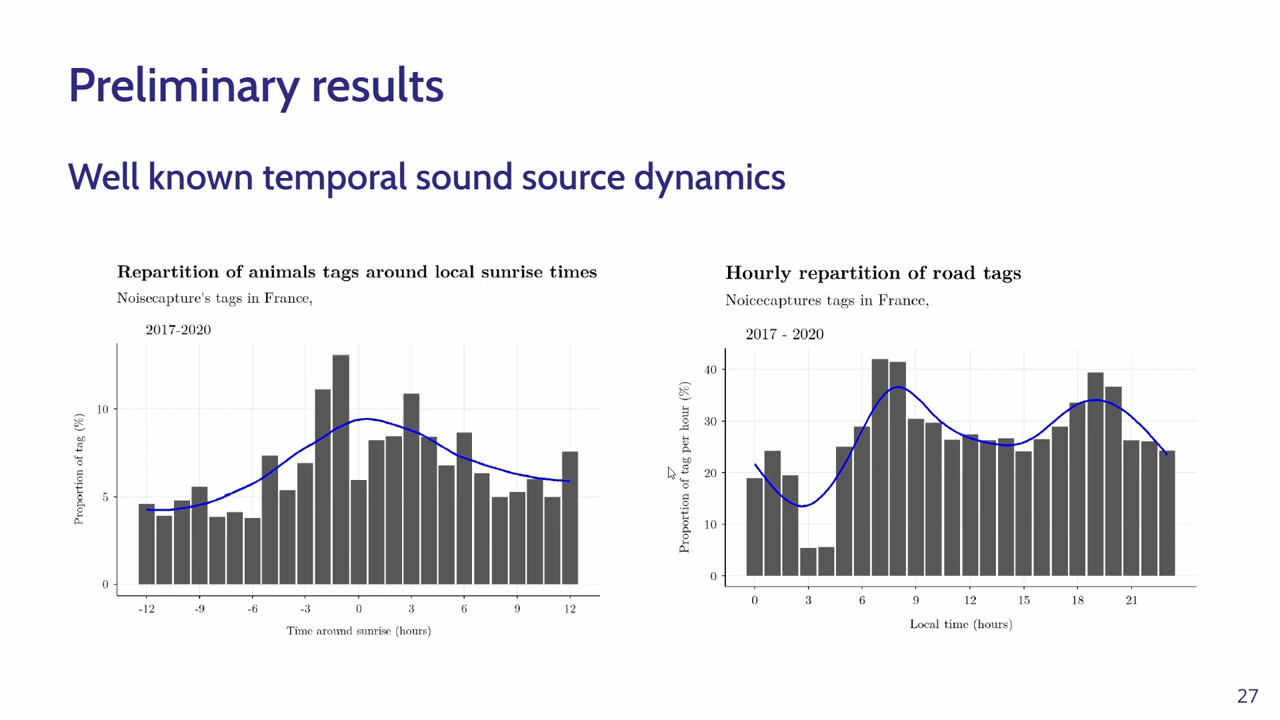 Preliminary results
Well known temporal sound source dynamics
Repartition of animals tags around local sunrise times
Noisecapture's tags in France,
2017-2020
Proportion of tag (%)
10
5
0
-12 -9 -6 -3 0 3 6 9 12
Time around sunrise (hours)
Hourly repartition of road tags
Noicecaptures tags in France,
2017 - 2020
Proportion of tag per hour (%)
40
30
20
10
0
0 3 6 9 12 15 18 21
Local time (hours)
27